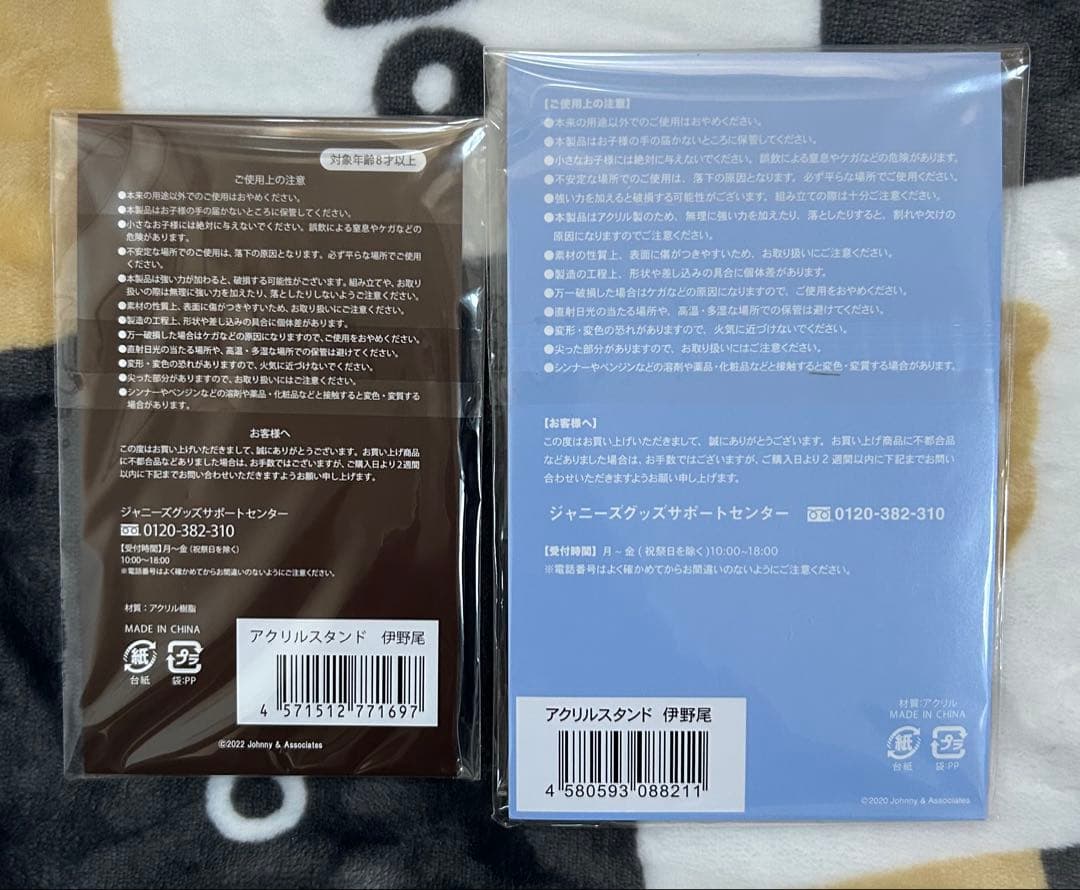 対象年齢8才以上
ご使用上の注意
●本来の用途以外でのご使用はおやめください。
●本製品はお子様の手の届かないところに保管してください。
●小さなお子様には絶対に与えないでください。誤飲による窒息やケガなどの
危険があります。
●不安定な場所でのご使用は、落下の原因となります。必ず平らな場所でご使用
ください。
●本製品は強い力が加わると、破損する可能性がございます。組み立てや、お取り
扱いの際は無理に強い力を加えたり、落としたりしないようご注意ください。
●素材の性質上、表面に傷がつきやすいため、お取り扱いにご注意ください。
●製造の工程上、形状や差し込みの具合に個体差があります。
●万一破損した場合はケガなどの原因になりますので、ご使用をおやめください。
●直射日光の当たる場所や、高温・多湿な場所での保管は避けてください。
●変形・変色の恐れがありますので、火気に近づけないでください。
●尖った部分がありますので、お取り扱いにはご注意ください。
●シンナーやベンジンなどの溶剤や薬品・化粧品などと接触すると変色・変質する
場合があります。
お客様へ
この度はお買い上げいただきまして、誠にありがとうございます。お買い上げ商品
に不都合品などありました場合は、お手数ではございますが、ご購入日より2週間
以内に下記までお問い合わせいただきますようお願い申し上げます。
ジャニーズグッズサポートセンター
0120-382-310
【受付時間】月～金（祝祭日を除く）
10:00～18:00
※電話番号はよく確かめてからお間違いのないようにご注意ください。
材質：アクリル樹脂
MADE IN CHINA
紙 プラ
台紙 袋:PP
アクリルスタンド 伊野尾
4 571512 771697
©2022 Johnny & Associates
【ご使用上の注意】
●本来の用途以外でのご使用はおやめください。
●本製品はお子様の手の届かないところに保管してください。
●小さなお子様には絶対に与えないでください。誤飲による窒息やケガなどの危険があります。
●不安定な場所でのご使用は、落下の原因となります。必ず平らな場所でご使用ください。
●強い力を加えると破損する可能性がございます。組み立ての際は十分ご注意ください。
●本製品はアクリル製のため、無理に強い力を加えたり、落としたりすると、割れや欠けの
原因になりますのでご注意ください。
●素材の性質上、表面に傷がつきやすいため、お取り扱いにご注意ください。
●製造の工程上、形状や差し込みの具合に個体差があります。
●万一破損した場合はケガなどの原因になりますので、ご使用をおやめください。
●直射日光の当たる場所や、高温・多湿な場所での保管は避けてください。
●変形・変色の恐れがありますので、火気に近づけないでください。
●尖った部分がありますので、お取り扱いにはご注意ください。
●シンナーやベンジンなどの溶剤や薬品・化粧品などと接触すると変色・変質する場合があります。
【お客様へ】
この度はお買い上げいただきまして、誠にありがとうございます。お買い上げ商品に不都合品
などありました場合は、お手数ではございますが、ご購入日より2週間以内に下記までお問い
合わせいただきますようお願い申し上げます。
ジャニーズグッズサポートセンター 0120-382-310
【受付時間】月～金(祝祭日を除く)10:00~18:00
※電話番号はよく確かめてからお間違いのないようにご注意ください。
材質：アクリル
MADE IN CHINA
紙 プラ
台紙 袋:PP
アクリルスタンド 伊野尾
4 580593 088211
©2020 Johnny & Associates